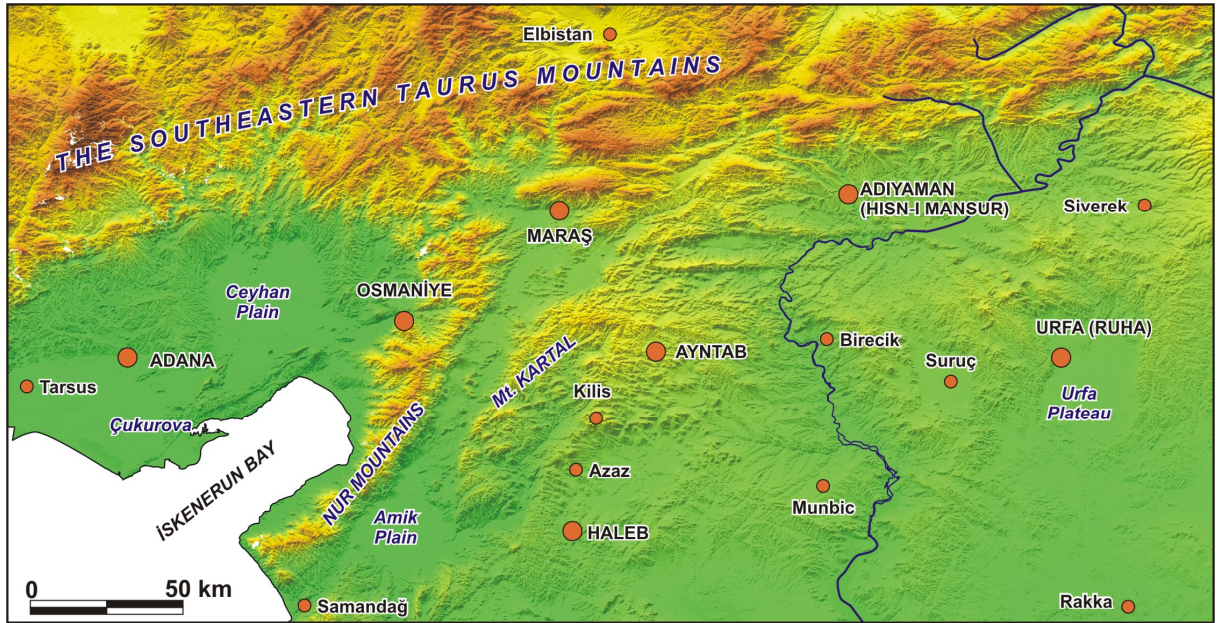 Elbistan
THE SOUTHEASTERN TAURUS MOUNTAINS
ADIYAMAN
(HISN-I MANSUR)
Siverek
MARAŞ
Ceyhan
Plain
OSMANİYE
ADANA
Tarsus
Çukurova
Mt. KARTAL
AYNTAB
Birecik
Suruç
URFA (RUHA)
Urfa
Plateau
Kilis
NUR MOUNTAINS
İSKENERUN BAY
Azaz
Munbic
Amik
Plain
HALEB
0 50 km
Samandağ
Rakka